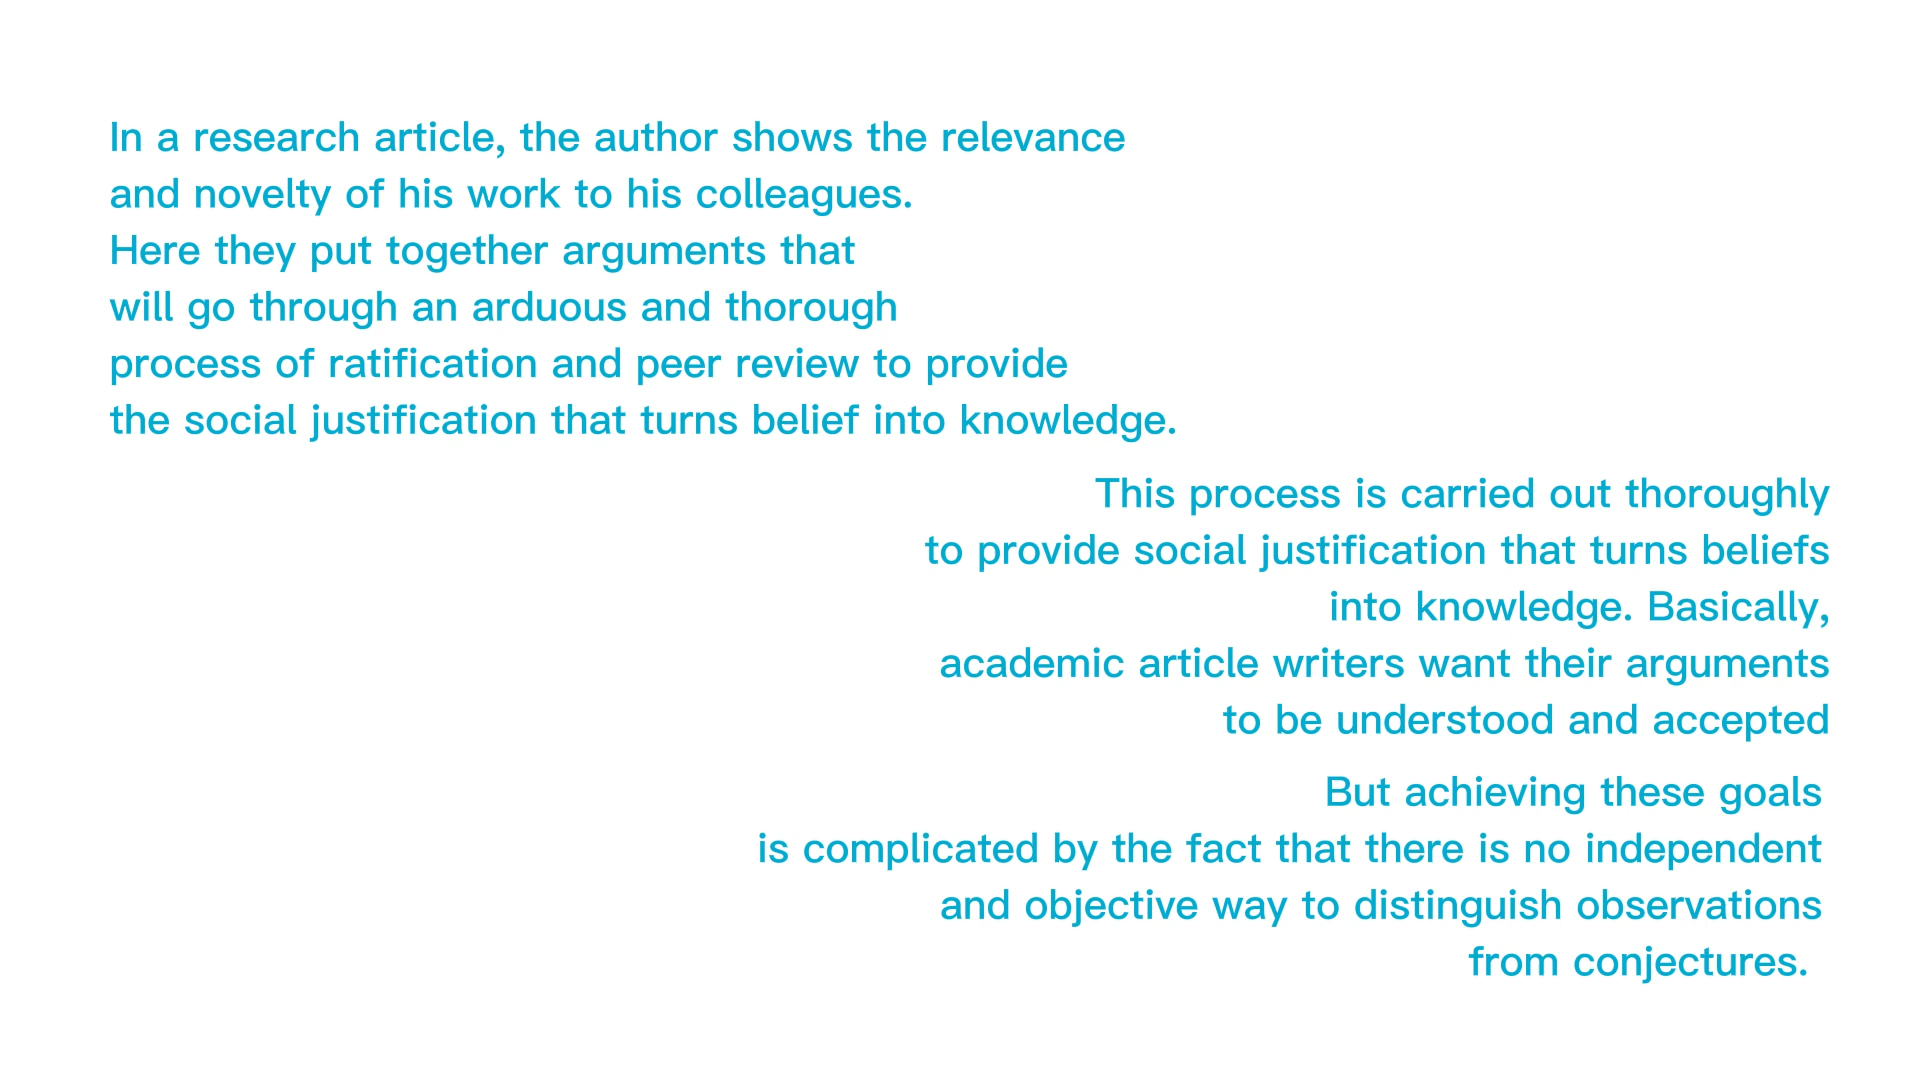 In a research article, the author shows the relevance
and novelty of his work to his colleagues.
Here they put together arguments that
will go through an arduous and thorough
process of ratification and peer review to provide
the social justification that turns belief into knowledge.
This process is carried out thoroughly
to provide social justification that turns beliefs
into knowledge. Basically,
academic article writers want their arguments
to be understood and accepted
But achieving these goals
is complicated by the fact that there is no independent
and objective way to distinguish observations
from conjectures.